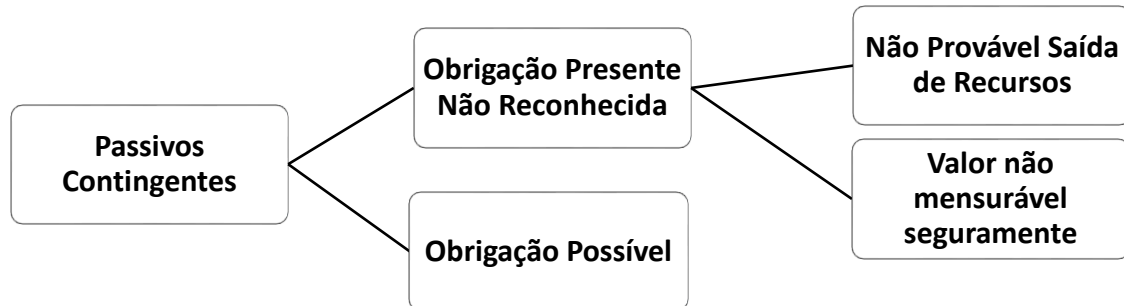 Passivos
Contingentes
Obrigação Presente
Não Reconhecida
Obrigação Possível
Não Provável Saída
de Recursos
Valor não
mensurável
seguramente